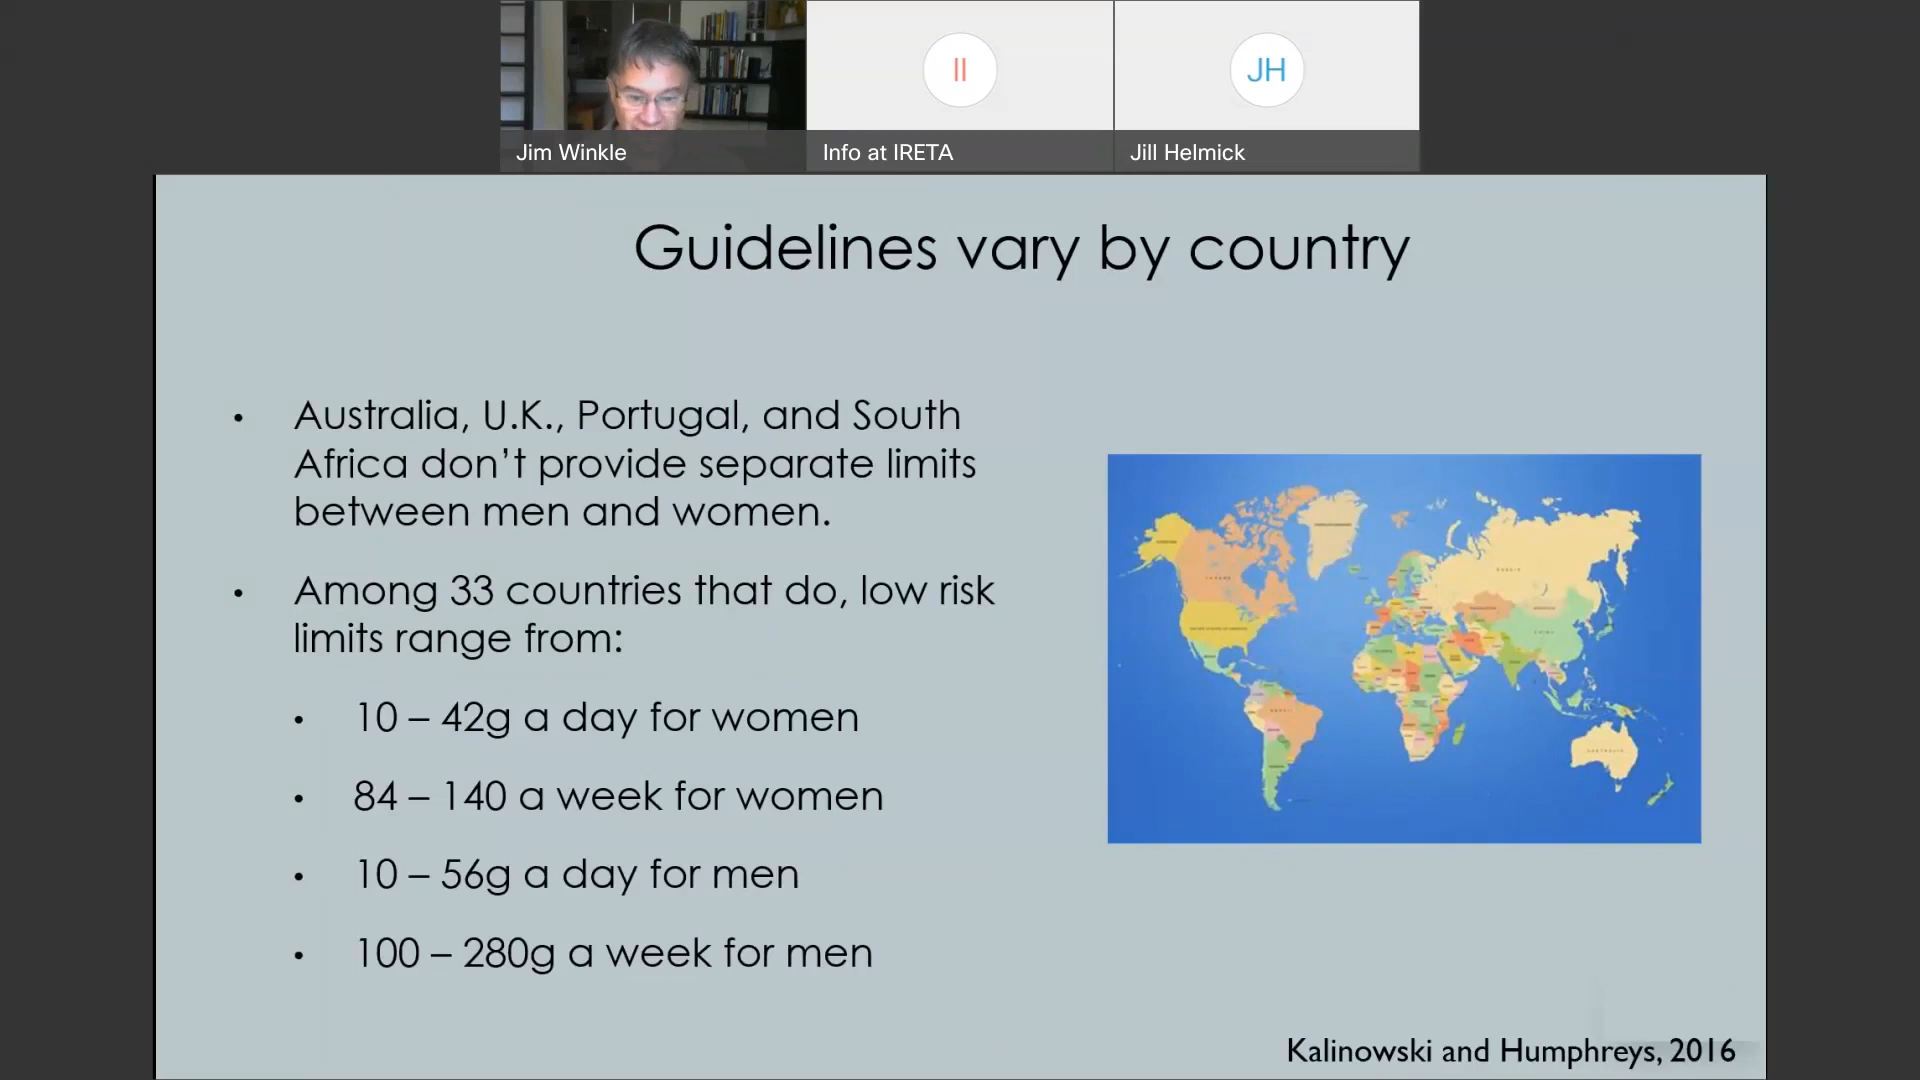 II
JH
Jim Winkle
Info at IRETA
Jill Helmick
Guidelines vary by country
• Australia, U.K., Portugal, and South
Africa don’t provide separate limits
between men and women.
• Among 33 countries that do, low risk
limits range from:
• 10 – 42g a day for women
• 84 – 140 a week for women
• 10 – 56g a day for men
• 100 – 280g a week for men
Kalinowski and Humphreys, 2016